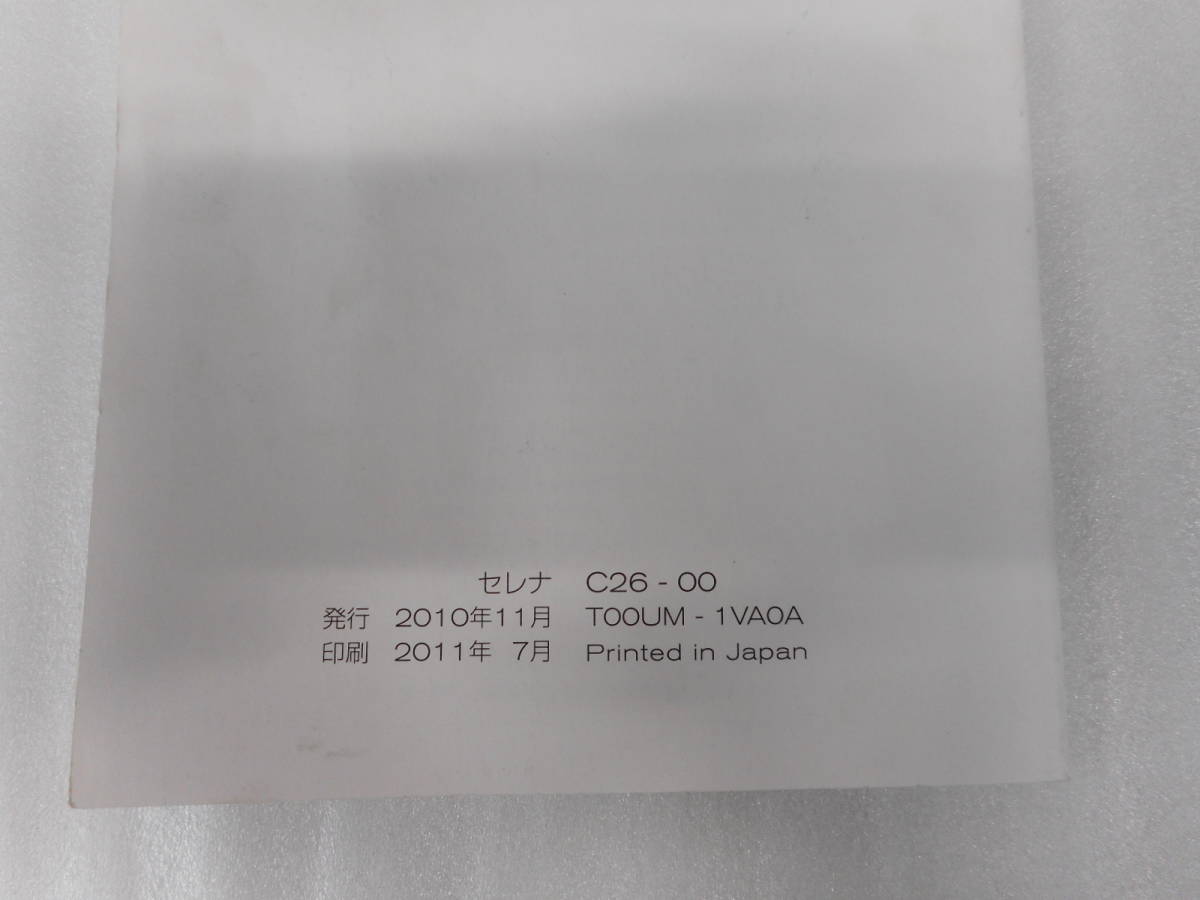 セレナ C26-00
発行 2010年11月 T00UM-1VA0A
印刷 2011年 7月 Printed in Japan